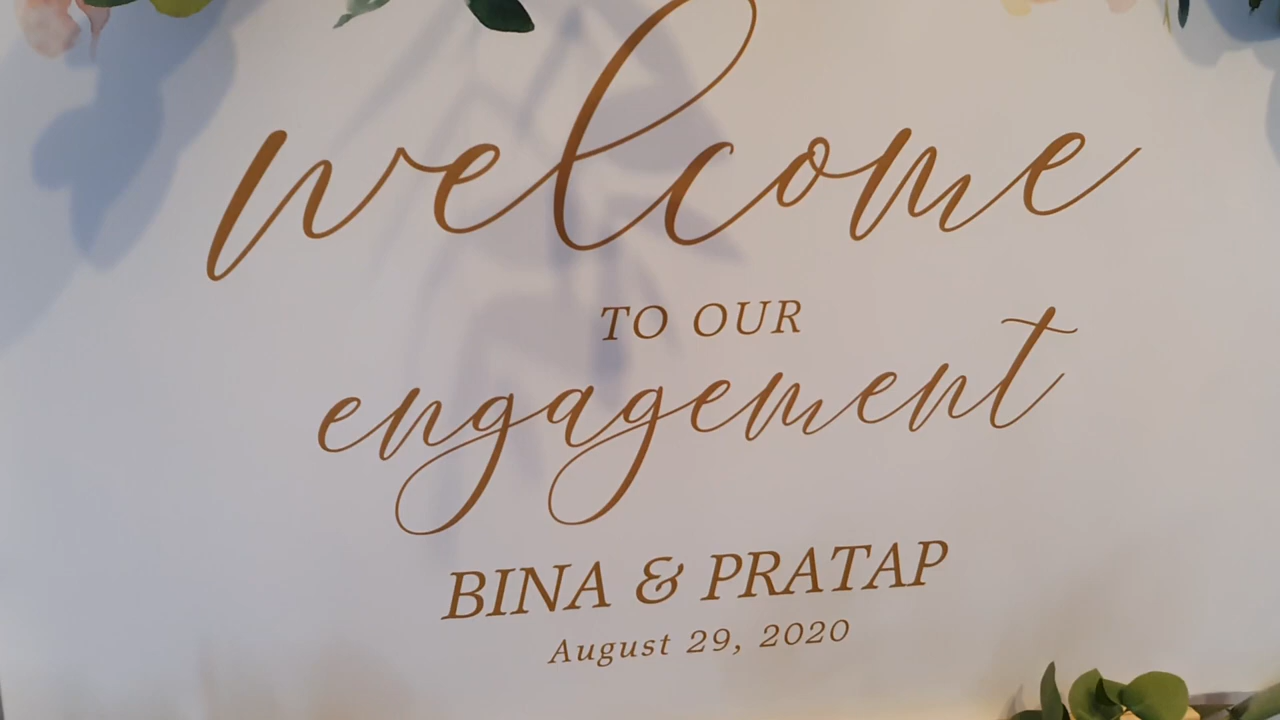 welcome
TO OUR
engagement
BINA & PRATAP
August 29, 2020